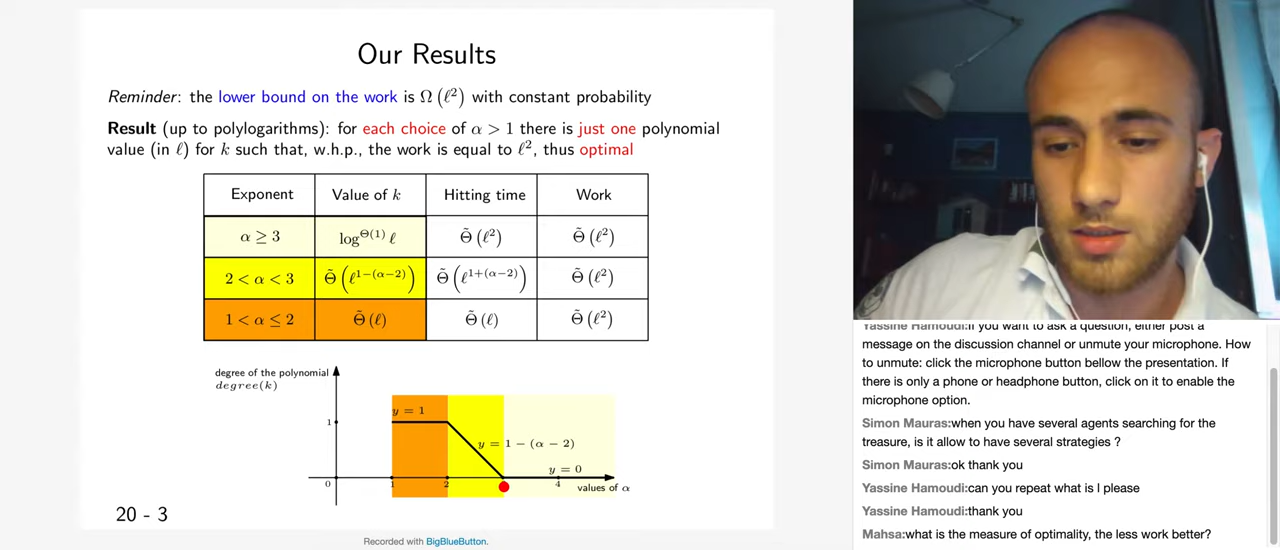 Our Results
Reminder: the lower bound on the work is Ω(ℓ²) with constant probability
Result (up to polylogarithms): for each choice of α > 1 there is just one polynomial
value (in ℓ) for k such that, w.h.p., the work is equal to ℓ², thus optimal
Exponent Value of k Hitting time Work
α ≥ 3 log^Θ(1) ℓ Θ̃(ℓ²) Θ̃(ℓ²)
2 < α < 3 Θ̃(ℓ^1−(α−2)) Θ̃(ℓ^1+(α−2)) Θ̃(ℓ²)
1 < α ≤ 2 Θ̃(ℓ) Θ̃(ℓ) Θ̃(ℓ²)
degree of the polynomial
degree(k)
y = 1
1
y = 1 − (α − 2)
y = 0
0 1 2 4
values of α
20 - 3
Recorded with BigBlueButton.
Yassine Hamoudi:If you want to ask a question, either post a
message on the discussion channel or unmute your microphone. How
to unmute: click the microphone button bellow the presentation. If
there is only a phone or headphone button, click on it to enable the
microphone option.
Simon Mauras:when you have several agents searching for the
treasure, is it allow to have several strategies ?
Simon Mauras:ok thank you
Yassine Hamoudi:can you repeat what is l please
Yassine Hamoudi:thank you
Mahsa:what is the measure of optimality, the less work better?